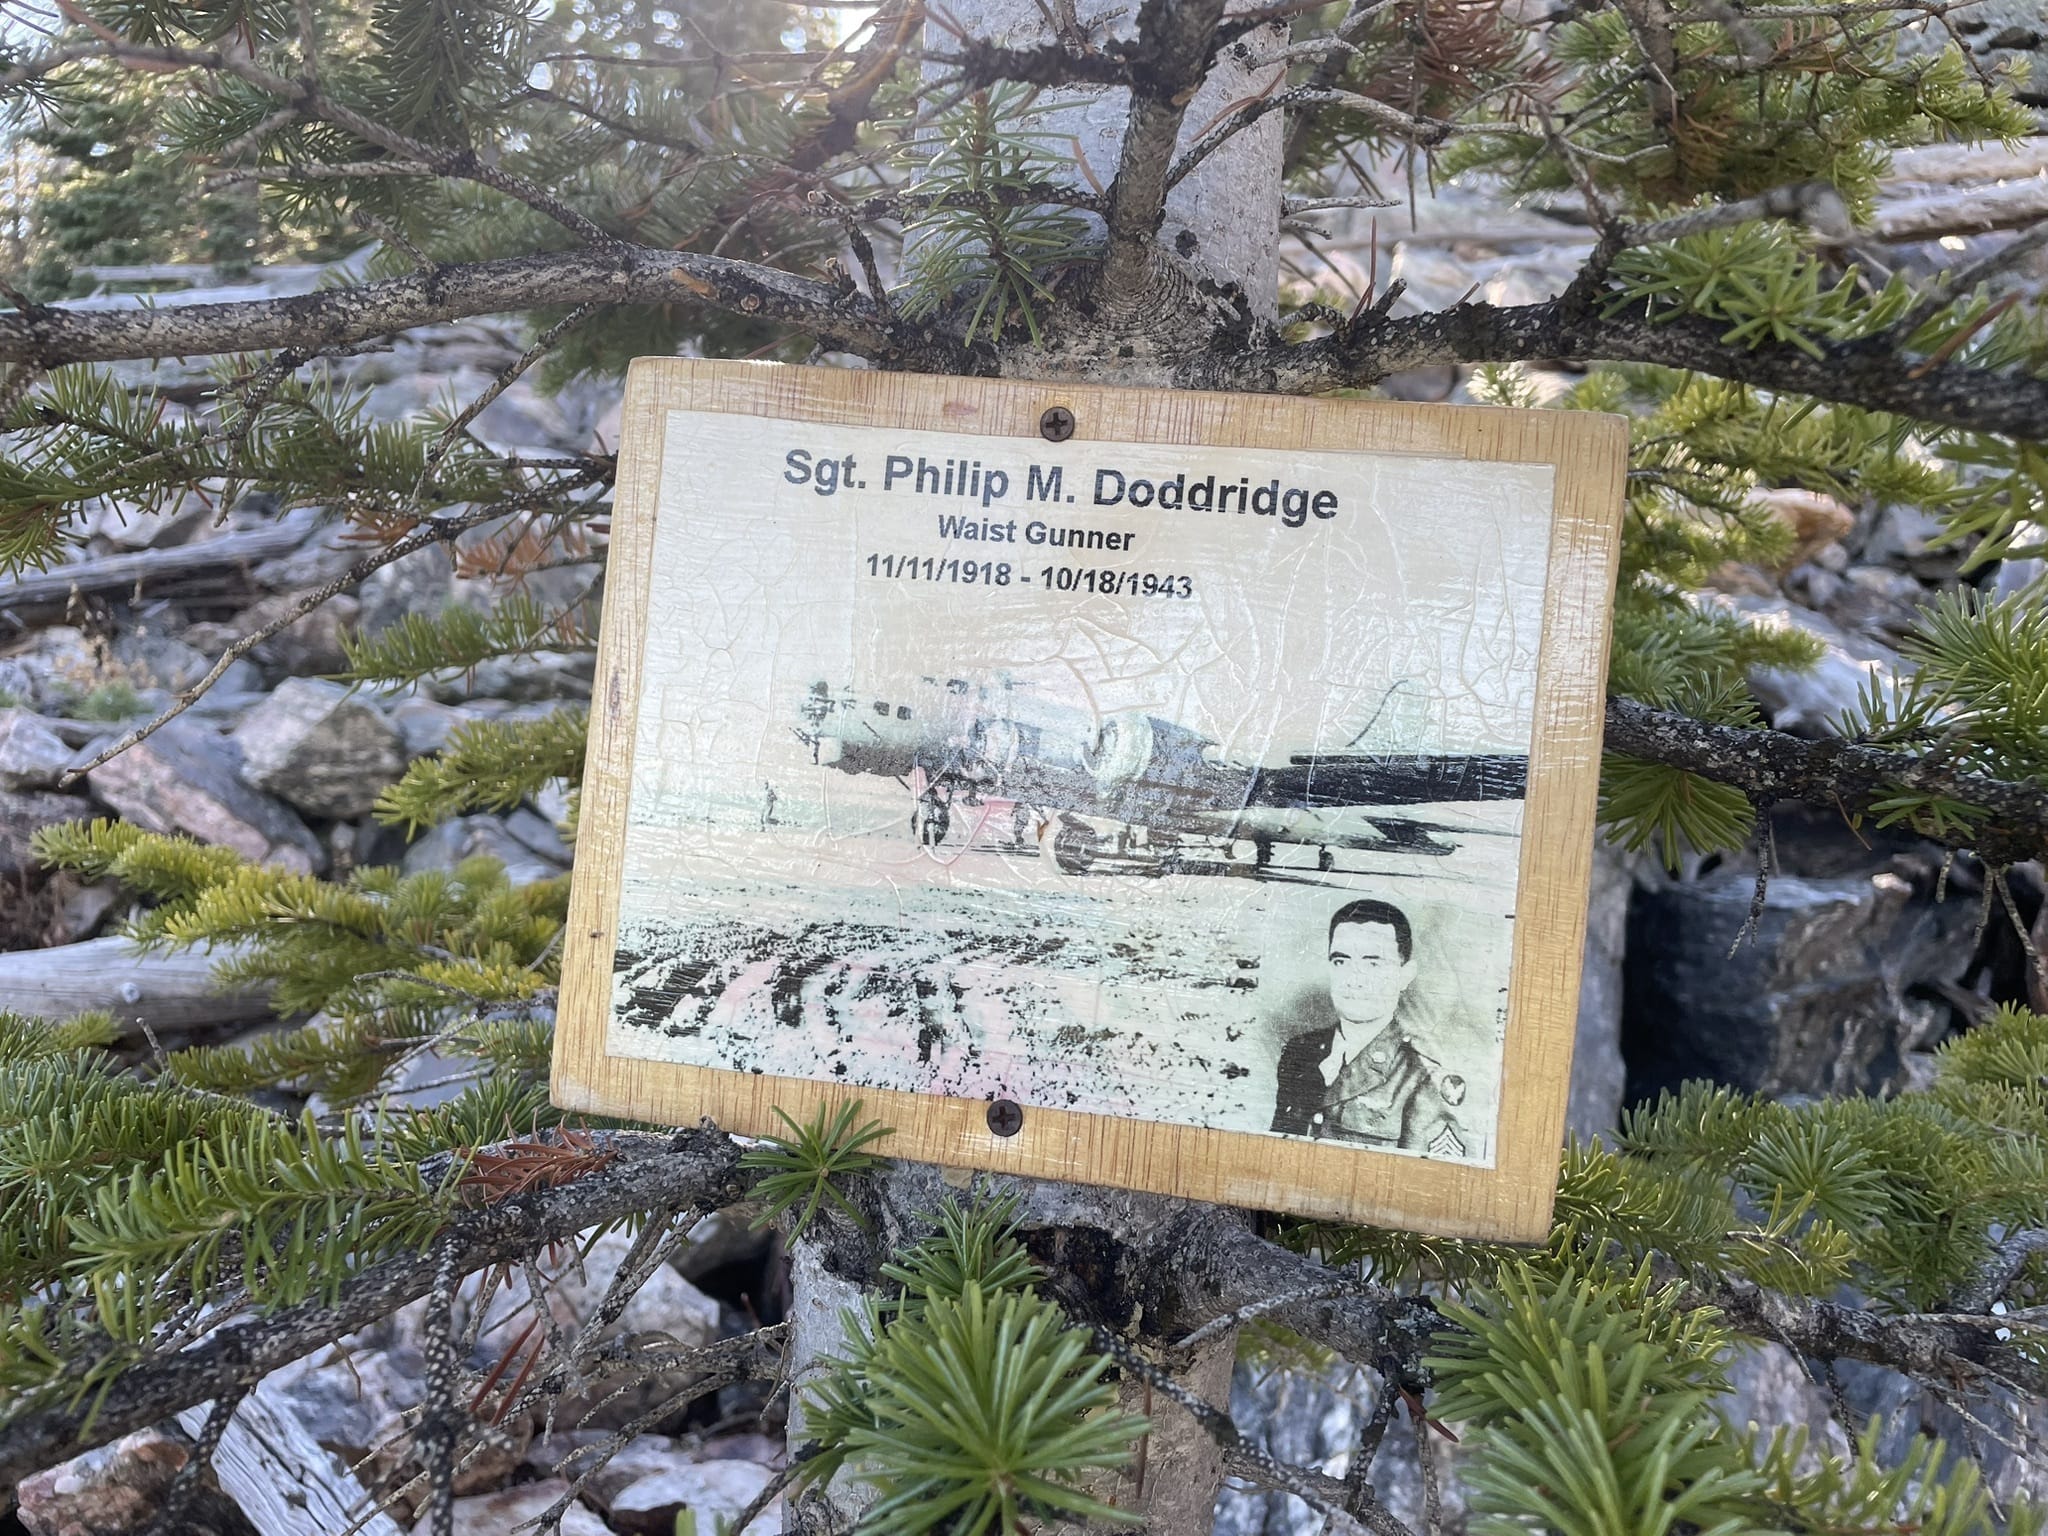 Sgt. Philip M. Doddridge
Waist Gunner
11/11/1918 - 10/18/1943